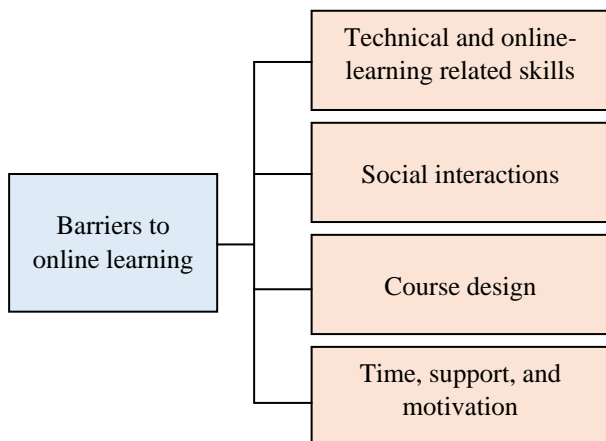 Technical and online-
learning related skills
Social interactions
Barriers to
online learning
Course design
Time, support, and
motivation